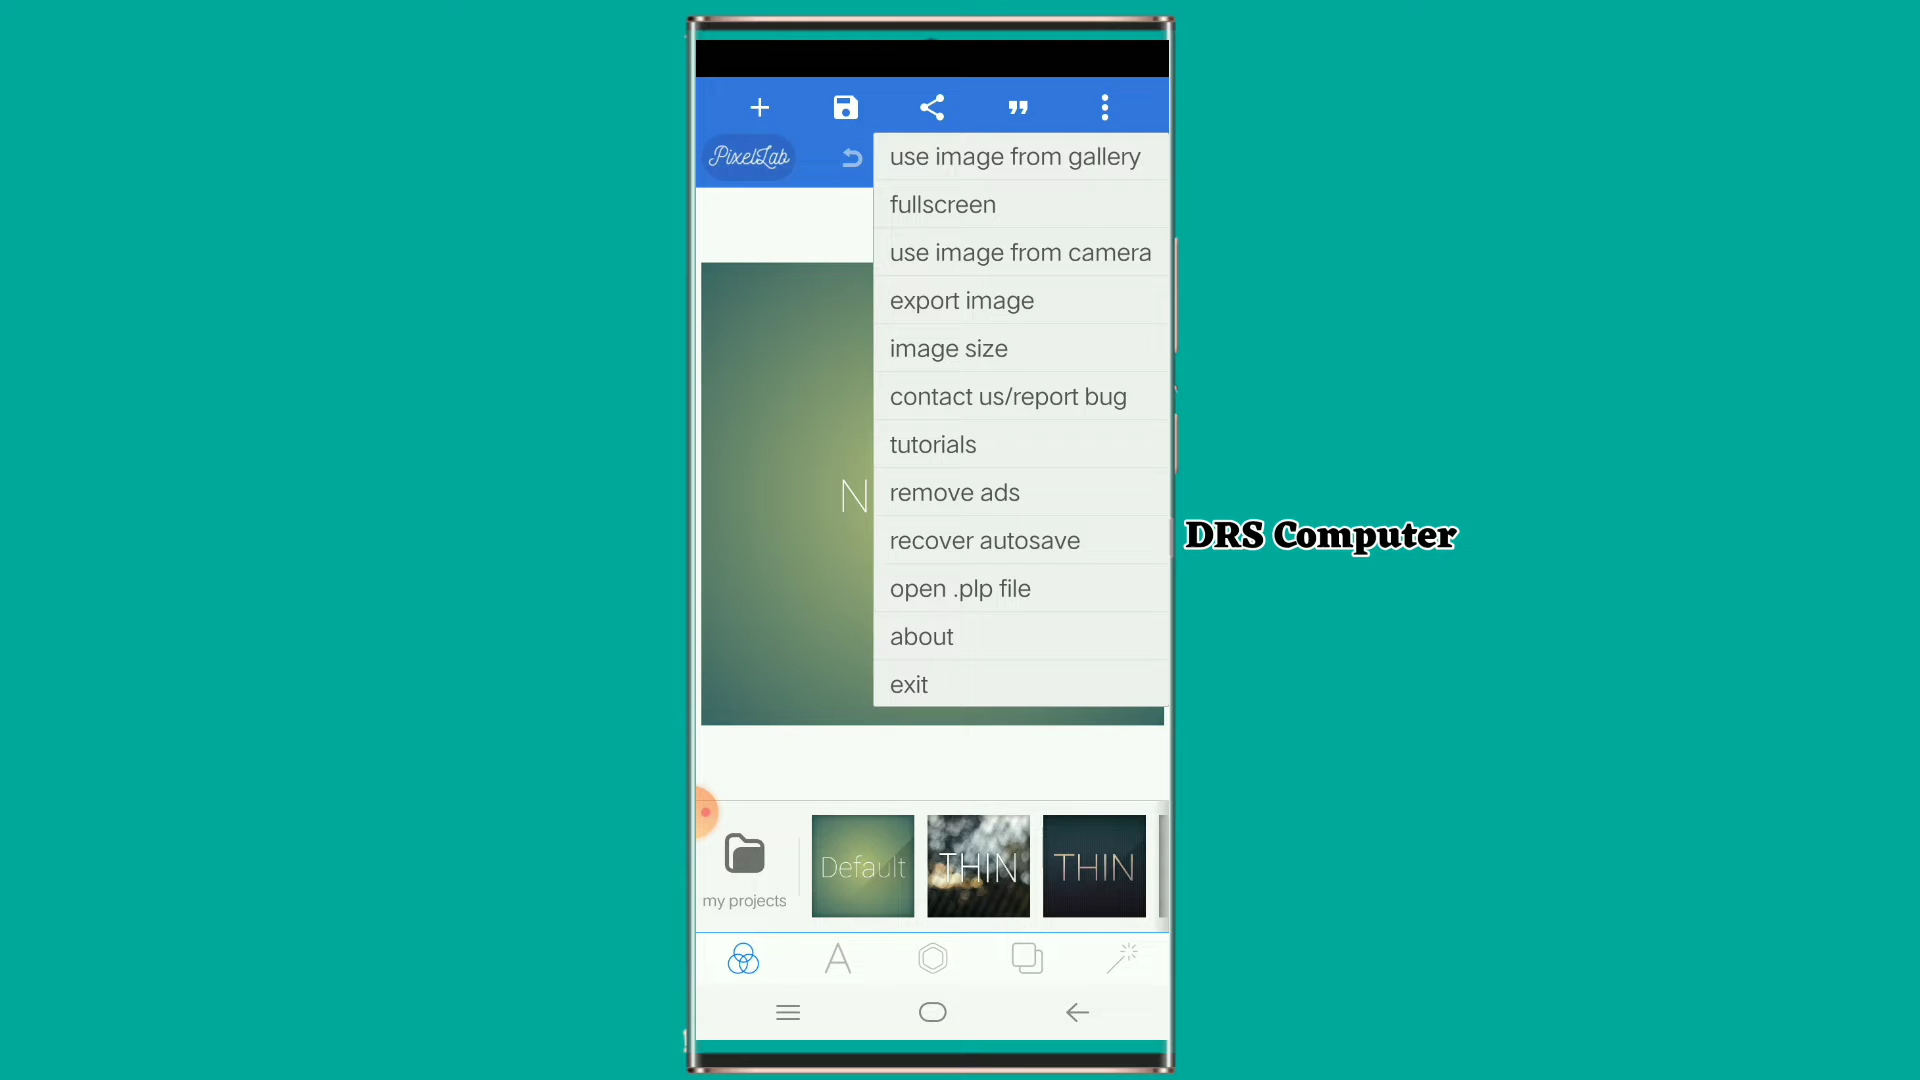 PixelLab
use image from gallery
fullscreen
use image from camera
export image
image size
contact us/report bug
tutorials
remove ads
recover autosave
open .plp file
about
exit
N
DRS Computer
my projects
Default
THIN
THIN